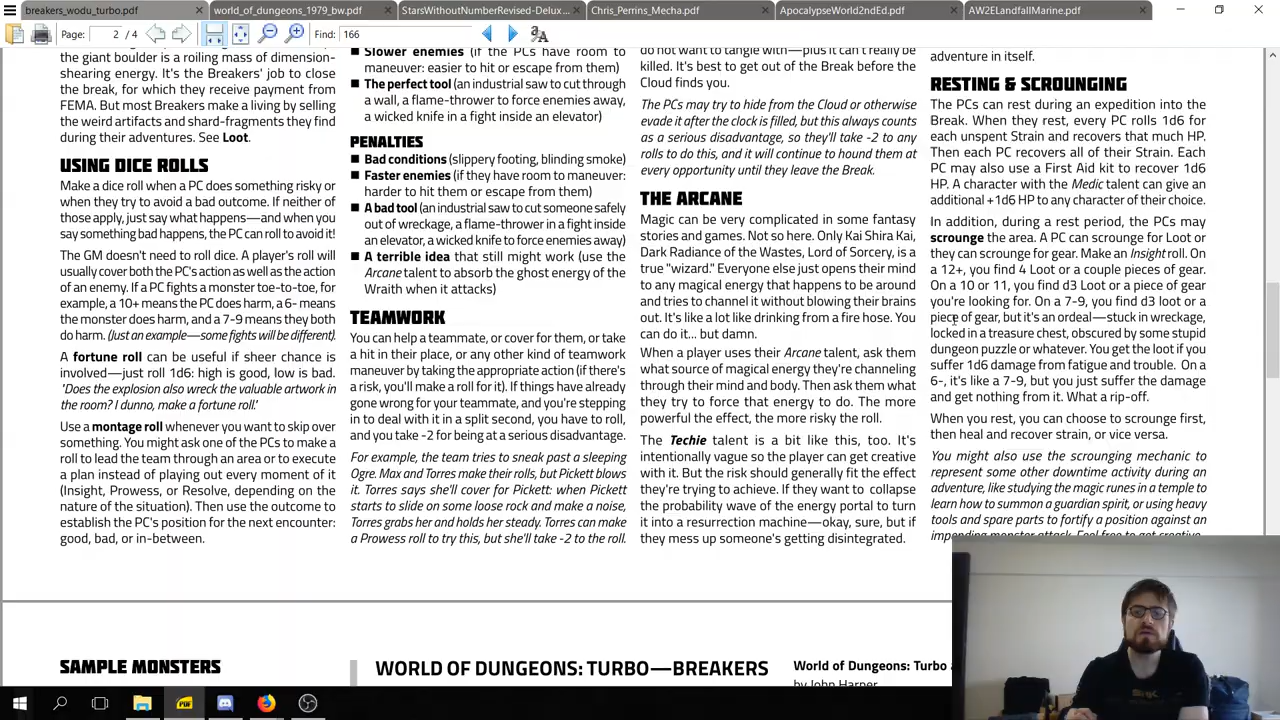 breakers_wodu_turbo.pdf
world_of_dungeons_1979_bw.pdf
StarsWithoutNumberRevised-Delux...
Chris_Perrins_Mecha.pdf
ApocalypseWorld2ndEd.pdf
AW2ELandfallMarine.pdf
Page: 2 / 4
Find: 166
the giant boulder is a roiling mass of dimension-
shearing energy. It's the Breakers' job to close
the break, for which they receive payment from
FEMA. But most Breakers make a living by selling
the weird artifacts and shard-fragments they find
during their adventures. See Loot.
USING DICE ROLLS
Make a dice roll when a PC does something risky or
when they try to avoid a bad outcome. If neither of
those apply, just say what happens—and when you
say something bad happens, the PC can roll to avoid it!
The GM doesn't need to roll dice. A player's roll will
usually cover both the PC's action as well as the action
of an enemy. If a PC fights a monster toe-to-toe, for
example, a 10+ means the PC does harm, a 6- means
the monster does harm, and a 7-9 means they both
do harm. (Just an example—some fights will be different).
A fortune roll can be useful if sheer chance is
involved—just roll 1d6: high is good, low is bad.
'Does the explosion also wreck the valuable artwork in
the room? I dunno, make a fortune roll.'
Use a montage roll whenever you want to skip over
something. You might ask one of the PCs to make a
roll to lead the team through an area or to execute
a plan instead of playing out every moment of it
(Insight, Prowess, or Resolve, depending on the
nature of the situation). Then use the outcome to
establish the PC's position for the next encounter:
good, bad, or in-between.
■ Slower enemies (if the PCs have room to
maneuver: easier to hit or escape from them)
■ The perfect tool (an industrial saw to cut through
a wall, a flame-thrower to force enemies away,
a wicked knife in a fight inside an elevator)
PENALTIES
■ Bad conditions (slippery footing, blinding smoke)
■ Faster enemies (if they have room to maneuver:
harder to hit them or escape from them)
■ A bad tool (an industrial saw to cut someone safely
out of wreckage, a flame-thrower in a fight inside
an elevator, a wicked knife to force enemies away)
■ A terrible idea that still might work (use the
Arcane talent to absorb the ghost energy of the
Wraith when it attacks)
TEAMWORK
You can help a teammate, or cover for them, or take
a hit in their place, or any other kind of teamwork
maneuver by taking the appropriate action (if there's
a risk, you'll make a roll for it). If things have already
gone wrong for your teammate, and you're stepping
in to deal with it in a split second, you have to roll,
and you take -2 for being at a serious disadvantage.
For example, the team tries to sneak past a sleeping
Ogre. Max and Torres make their rolls, but Pickett blows
it. Torres says she'll cover for Pickett: when Pickett
starts to slide on some loose rock and make a noise,
Torres grabs her and holds her steady. Torres can make
a Prowess roll to try this, but she'll take -2 to the roll.
do not want to tangle with—plus it can't really be
killed. It's best to get out of the Break before the
Cloud finds you.
The PCs may try to hide from the Cloud or otherwise
evade it after the clock is filled, but this always counts
as a serious disadvantage, so they'll take -2 to any
rolls to do this, and it will continue to hound them at
every opportunity until they leave the Break.
THE ARCANE
Magic can be very complicated in some fantasy
stories and games. Not so here. Only Kai Shira Kai,
Dark Radiance of the Wastes, Lord of Sorcery, is a
true "wizard." Everyone else just opens their mind
to any magical energy that happens to be around
and tries to channel it without blowing their brains
out. It's like a lot like drinking from a fire hose. You
can do it... but damn.
When a player uses their Arcane talent, ask them
what source of magical energy they're channeling
through their mind and body. Then ask them what
they try to force that energy to do. The more
powerful the effect, the more risky the roll.
The Techie talent is a bit like this, too. It's
intentionally vague so the player can get creative
with it. But the risk should generally fit the effect
they're trying to achieve. If they want to collapse
the probability wave of the energy portal to turn
it into a resurrection machine—okay, sure, but if
they mess up someone's getting disintegrated.
adventure in itself.
RESTING & SCROUNGING
The PCs can rest during an expedition into the
Break. When they rest, every PC rolls 1d6 for
each unspent Strain and recovers that much HP.
Then each PC recovers all of their Strain. Each
PC may also use a First Aid kit to recover 1d6
HP. A character with the Medic talent can give an
additional +1d6 HP to any character of their choice.
In addition, during a rest period, the PCs may
scrounge the area. A PC can scrounge for Loot or
they can scrounge for gear. Make an Insight roll. On
a 12+, you find 4 Loot or a couple pieces of gear.
On a 10 or 11, you find d3 Loot or a piece of gear
you're looking for. On a 7-9, you find d3 loot or a
piece of gear, but it's an ordeal—stuck in wreckage,
locked in a treasure chest, obscured by some stupid
dungeon puzzle or whatever. You get the loot if you
suffer 1d6 damage from fatigue and trouble. On a
6-, it's like a 7-9, but you just suffer the damage
and get nothing from it. What a rip-off.
When you rest, you can choose to scrounge first,
then heal and recover strain, or vice versa.
You might also use the scrounging mechanic to
represent some other downtime activity during an
adventure, like studying the magic runes in a temple to
learn how to summon a guardian spirit, or using heavy
tools and spare parts to fortify a position against an
impending monster attack. Feel free to get creative.
SAMPLE MONSTERS
WORLD OF DUNGEONS: TURBO—BREAKERS
World of Dungeons: Turbo
by John Harper